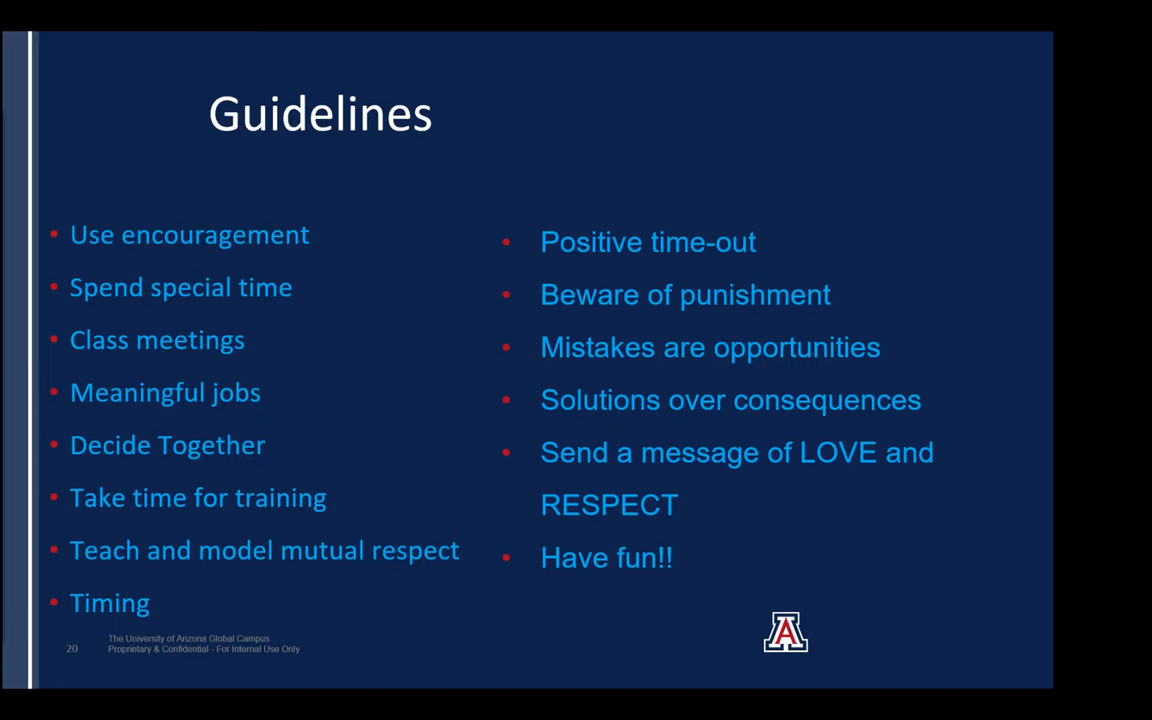 Guidelines
• Use encouragement
• Spend special time
• Class meetings
• Meaningful jobs
• Decide Together
• Take time for training
• Teach and model mutual respect
• Timing
• Positive time-out
• Beware of punishment
• Mistakes are opportunities
• Solutions over consequences
• Send a message of LOVE and
RESPECT
• Have fun!!
20
The University of Arizona Global Campus
Proprietary & Confidential - For Internal Use Only
A